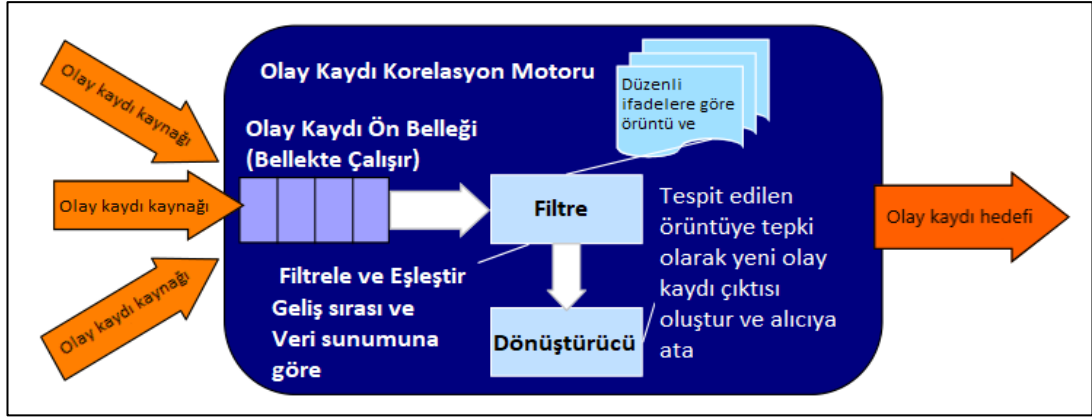 Olay Kaydı Korelasyon Motoru
Düzenli
ifadelere göre
örüntü ve
Olay kaydı kaynağı
Olay Kaydı Ön Belleği
(Bellekte Çalışır)
Olay kaydı kaynağı
Filtre
Tespit edilen
örüntüye tepki
olarak yeni olay
kaydı çıktısı
oluştur ve alıcıya
ata
Olay kaydı hedefi
Olay kaydı kaynağı
Filtrele ve Eşleştir
Geliş sırası ve
Veri sunumuna
göre
Dönüştürücü